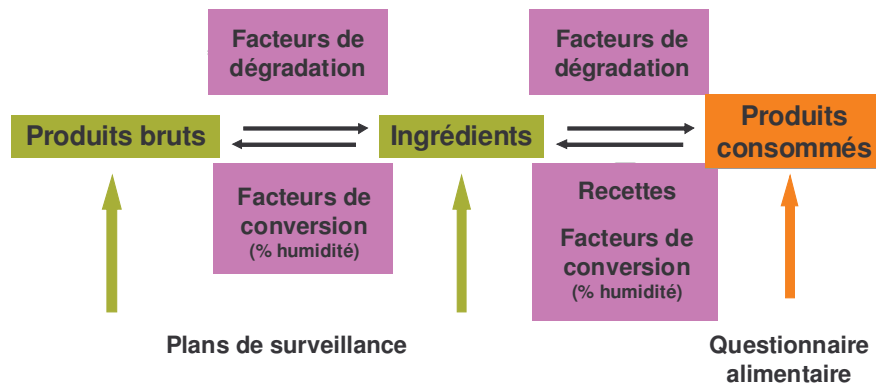 Facteurs de
dégradation
Facteurs de
dégradation
Produits bruts
Ingrédients
Produits
consommés
Facteurs de
conversion
(% humidité)
Recettes
Facteurs de
conversion
(% humidité)
Plans de surveillance
Questionnaire
alimentaire